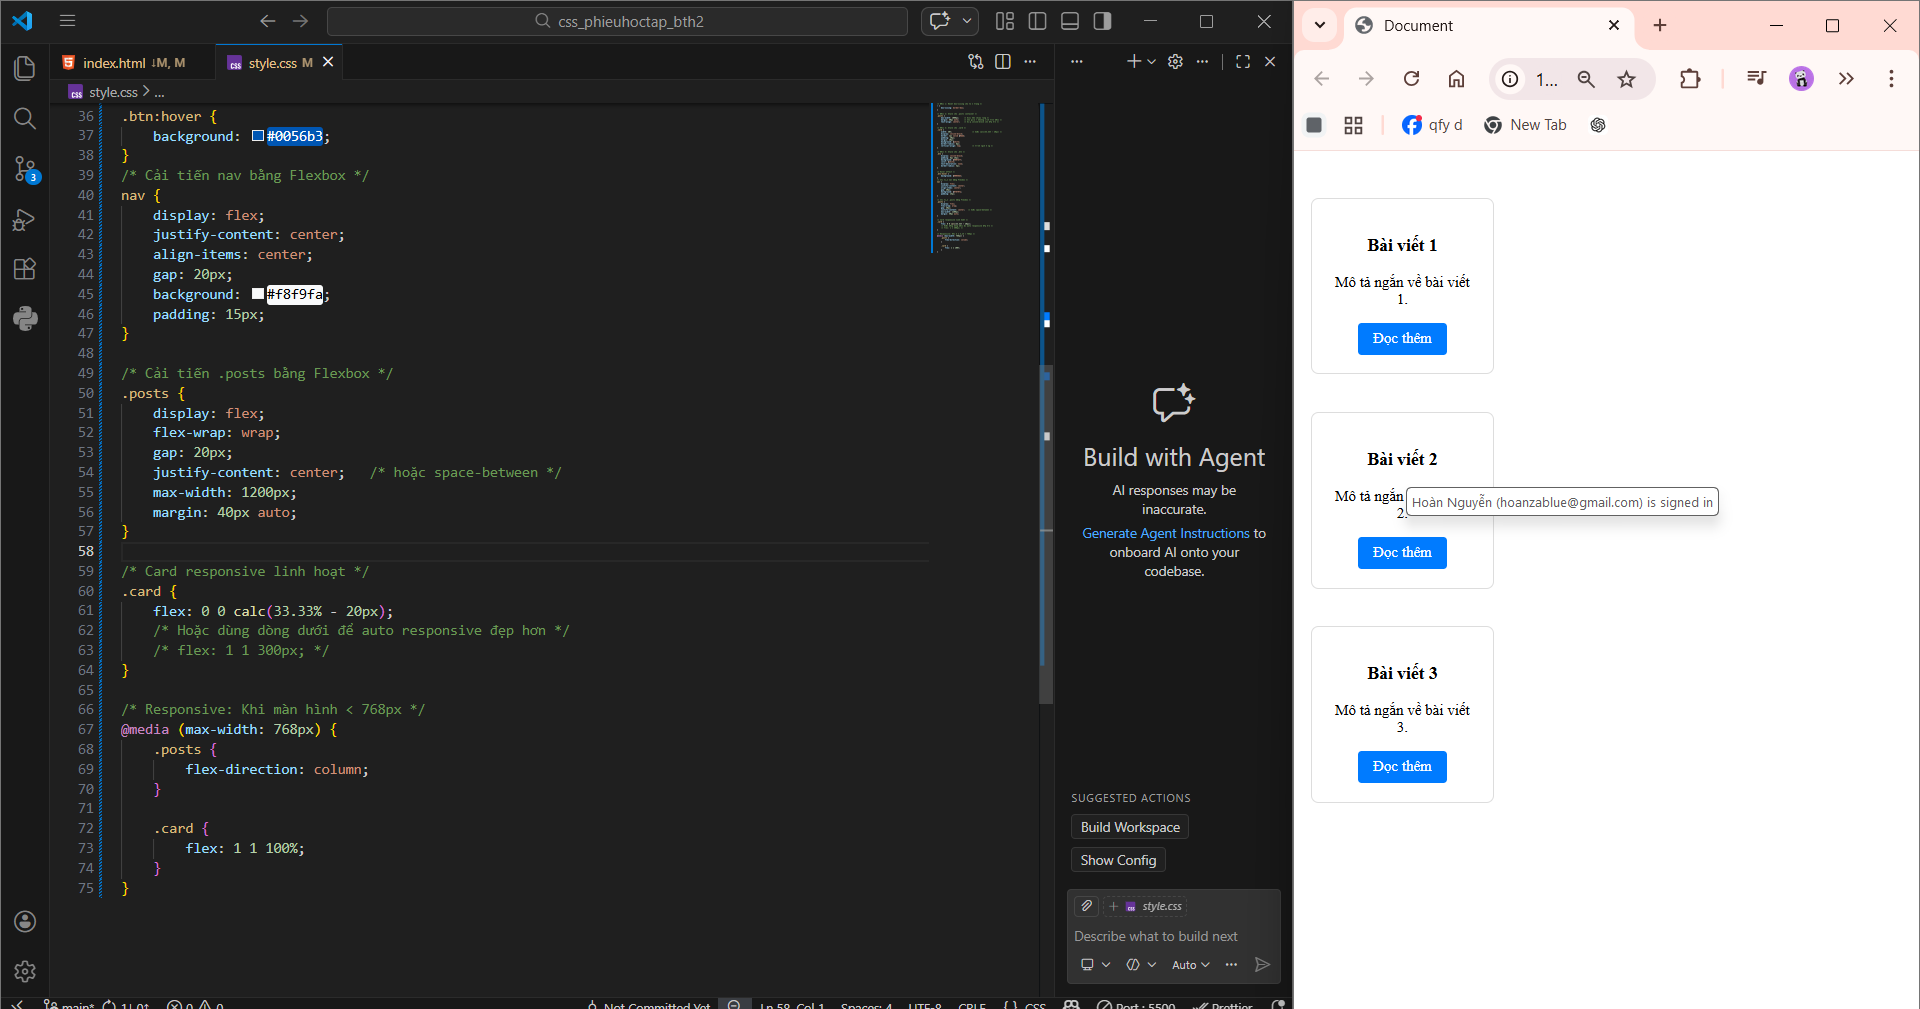 css_phieuhoctap_bth2
index.html ↓M, M
style.css M
style.css > ...
36 .btn:hover {
37 background: #0056b3;
38 }
39 /* Cải tiến nav bằng Flexbox */
40 nav {
41 display: flex;
42 justify-content: center;
43 align-items: center;
44 gap: 20px;
45 background: #f8f9fa;
46 padding: 15px;
47 }
48
49 /* Cải tiến .posts bằng Flexbox */
50 .posts {
51 display: flex;
52 flex-wrap: wrap;
53 gap: 20px;
54 justify-content: center; /* hoặc space-between */
55 max-width: 1200px;
56 margin: 40px auto;
57 }
58
59 /* Card responsive linh hoạt */
60 .card {
61 flex: 0 0 calc(33.33% - 20px);
62 /* Hoặc dùng dòng dưới để auto responsive đẹp hơn */
63 /* flex: 1 1 300px; */
64 }
65
66 /* Responsive: Khi màn hình < 768px */
67 @media (max-width: 768px) {
68 .posts {
69 flex-direction: column;
70 }
71
72 .card {
73 flex: 1 1 100%;
74 }
75 }
3
Build with Agent
AI responses may be
inaccurate.
Generate Agent Instructions to
onboard AI onto your
codebase.
SUGGESTED ACTIONS
Build Workspace
Show Config
+ style.css
Describe what to build next
Auto
main* 1↓ 0↑ 0 0 Not Committed Yet Ln 58, Col 1 Spaces: 4 UTF-8 CRLF {} CSS Port : 5500 Prettier
Document
1...
qfy d
New Tab
Bài viết 1
Mô tả ngắn về bài viết
1.
Đọc thêm
Bài viết 2
Mô tả ngắn
2.
Hoàn Nguyễn (hoanzablue@gmail.com) is signed in
Đọc thêm
Bài viết 3
Mô tả ngắn về bài viết
3.
Đọc thêm